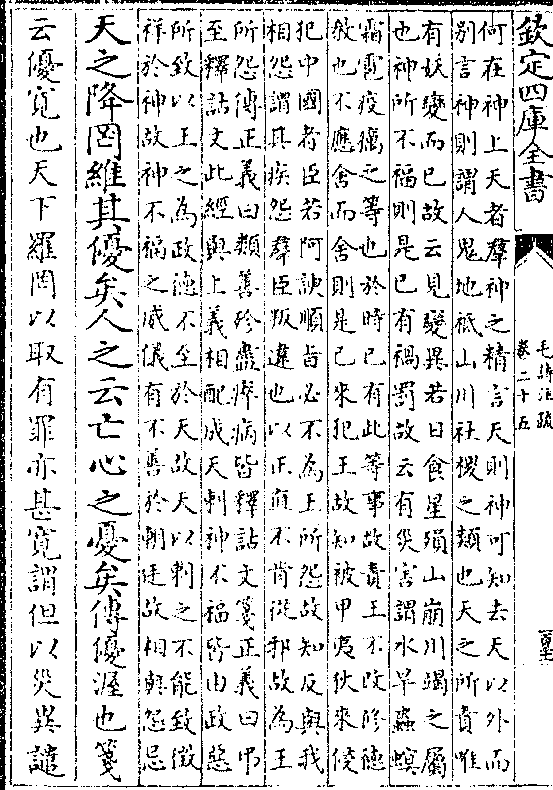 欽定四庫全書
毛詩注疏
卷二十五
何在神上天者羣神之精言天則神可知去天以外而
别言神則謂人鬼地祇山川社稷之類也天之所責唯
有妖變而已故云見變異若日食星殞山崩川竭之屬
也神所不福則是已有禍罰故云有災害謂水旱蟲螟
霜雹疫癘之等也於時已有此等事故責王不改修德
敎也不應舍而舍則是已來犯王故知被甲夷狄來侵
犯中國者臣若阿諛順旨必不為王所怨故知反與我
相怨謂其疾怨羣臣叛違也以正直不肯從邪故為王
所怨傳正義曰類善殄盡瘁病皆釋詁文箋正義曰弔
至釋詁文此經與上義相配成天刺神不福皆由政惡
所致以王之為政德不至於天故天以刺之不能致徵
祥於神故神不福之威儀有不善於朝廷故相與怨忌
天之降罔維其優矣人之云亡心之憂矣傳優渥也箋
云優寛也天下羅罔以取有罪亦甚寛謂但以災異譴